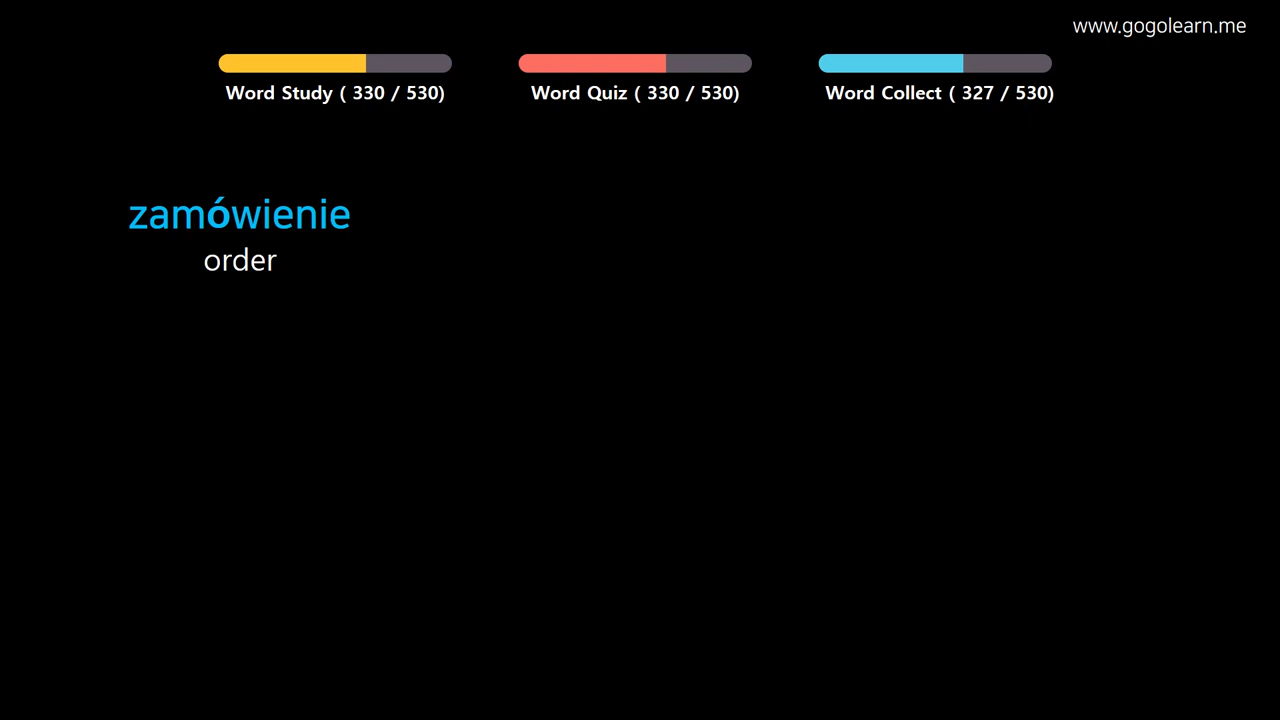 www.gogolearn.me
Word Study ( 330 / 530)
Word Quiz ( 330 / 530)
Word Collect ( 327 / 530)
zamówienie
order